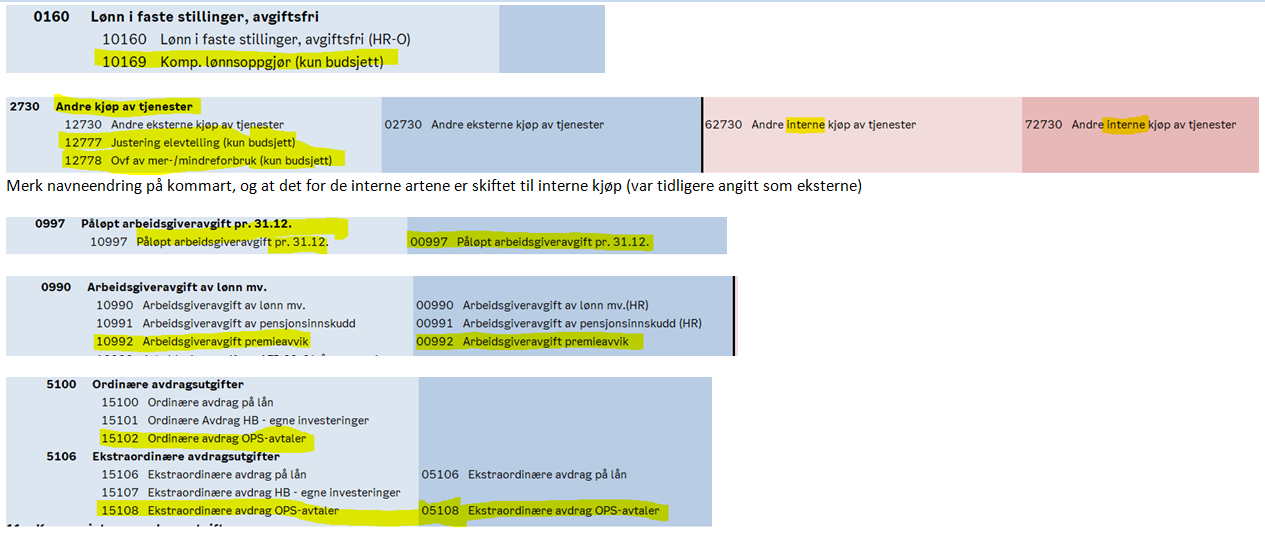 0160 Lønn i faste stillinger, avgiftsfri
10160 Lønn i faste stillinger, avgiftsfri (HR-O)
10169 Komp. lønnsoppgjør (kun budsjett)
2730 Andre kjøp av tjenester
12730 Andre eksterne kjøp av tjenester 02730 Andre eksterne kjøp av tjenester 62730 Andre interne kjøp av tjenester 72730 Andre interne kjøp av tjenester
12777 Justering elevtelling (kun budsjett)
12778 Ovf av mer-/mindreforbruk (kun budsjett)
Merk navneendring på kommart, og at det for de interne artene er skiftet til interne kjøp (var tidligere angitt som eksterne)
0997 Påløpt arbeidsgiveravgift pr. 31.12.
10997 Påløpt arbeidsgiveravgift pr. 31.12. 00997 Påløpt arbeidsgiveravgift pr. 31.12.
0990 Arbeidsgiveravgift av lønn mv.
10990 Arbeidsgiveravgift av lønn mv. 00990 Arbeidsgiveravgift av lønn mv.(HR)
10991 Arbeidsgiveravgift av pensjonsinnskudd 00991 Arbeidsgiveravgift av pensjonsinnskudd (HR)
10992 Arbeidsgiveravgift premieavvik 00992 Arbeidsgiveravgift premieavvik
5100 Ordinære avdragsutgifter
15100 Ordinære avdrag på lån
15101 Ordinære Avdrag HB - egne investeringer
15102 Ordinære avdrag OPS-avtaler
5106 Ekstraordinære avdragsutgifter
15106 Ekstraordinære avdrag på lån 05106 Ekstraordinære avdrag på lån
15107 Ekstraordinære avdrag HB - egne investeringer
15108 Ekstraordinære avdrag OPS-avtaler 05108 Ekstraordinære avdrag OPS-avtaler